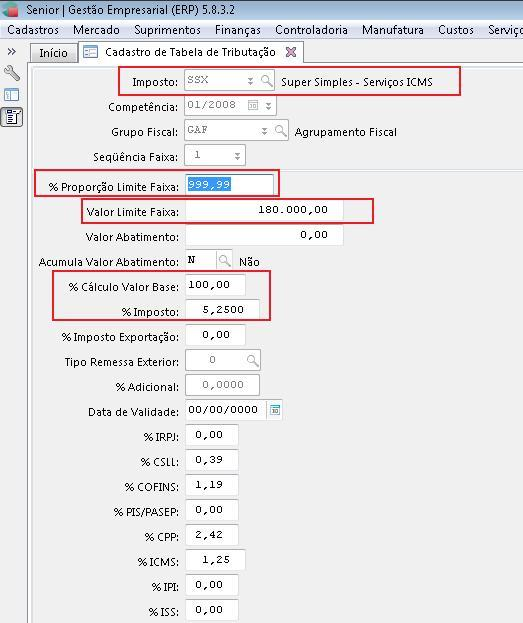 Senior | Gestão Empresarial (ERP) 5.8.3.2
Cadastros Mercado Suprimentos Finanças Controladoria Manufatura Custos Serviço
» Início Cadastro de Tabela de Tributação
Imposto: SSX Super Simples - Serviços ICMS
Competência: 01/2008
Grupo Fiscal: GAF Agrupamento Fiscal
Seqüência Faixa: 1
% Proporção Limite Faixa: 999,99
Valor Limite Faixa: 180.000,00
Valor Abatimento: 0,00
Acumula Valor Abatimento: N Não
% Cálculo Valor Base: 100,00
% Imposto: 5,2500
% Imposto Exportação: 0,00
Tipo Remessa Exterior: 0
% Adicional: 0,0000
Data de Validade: 00/00/0000
% IRPJ: 0,00
% CSLL: 0,39
% COFINS: 1,19
% PIS/PASEP: 0,00
% CPP: 2,42
% ICMS: 1,25
% IPI: 0,00
% ISS: 0,00